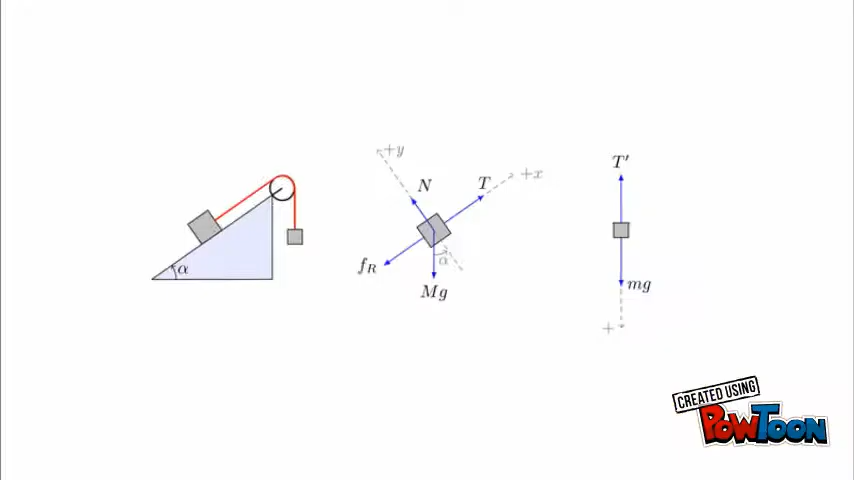 α
+y
N
T
+x
f_R
α
Mg
T′
mg
+
CREATED USING
POWTOON